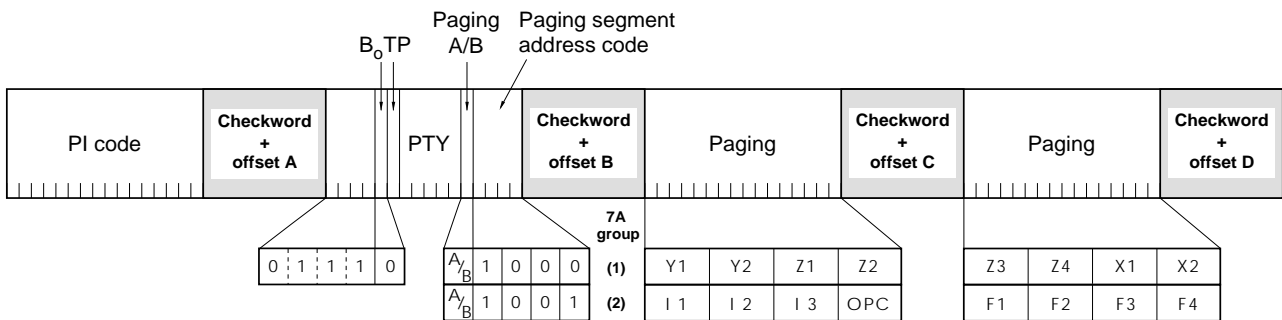 Paging Paging segment
BoTP A/B address code
PI code Checkword + offset A PTY Checkword + offset B Paging Checkword + offset C Paging Checkword + offset D
7A group
0 1 1 1 0 A/B 1 0 0 0 (1) Y1 Y2 Z1 Z2 Z3 Z4 X1 X2
A/B 1 0 0 1 (2) I1 I2 I3 OPC F1 F2 F3 F4